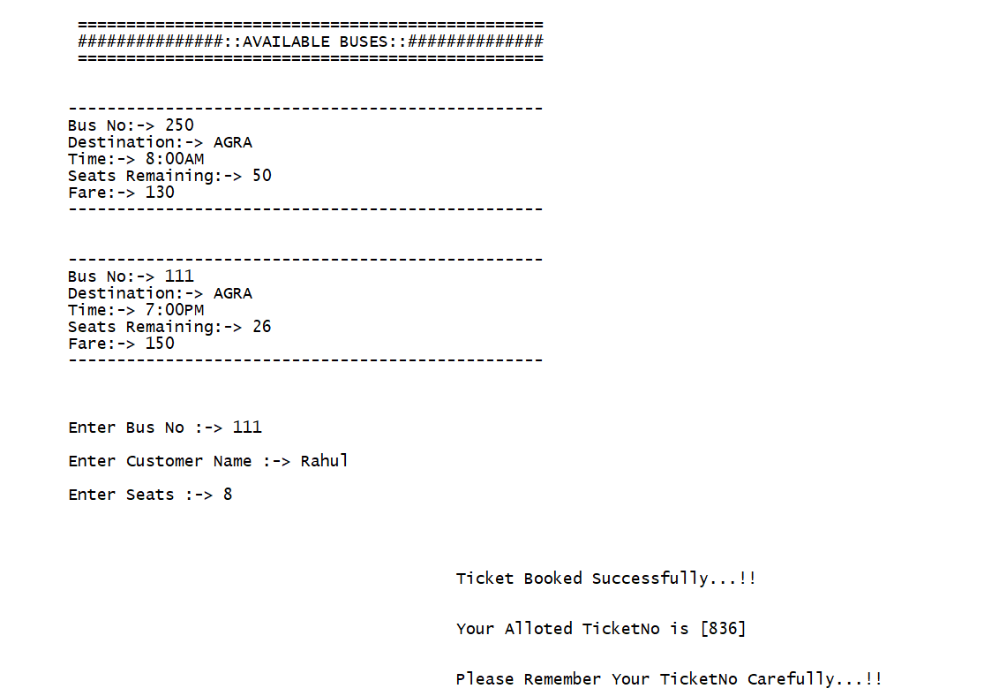 ================================================
###############::AVAILABLE BUSES::##############
================================================
-------------------------------------------------
Bus No:-> 250
Destination:-> AGRA
Time:-> 8:00AM
Seats Remaining:-> 50
Fare:-> 130
-------------------------------------------------
-------------------------------------------------
Bus No:-> 111
Destination:-> AGRA
Time:-> 7:00PM
Seats Remaining:-> 26
Fare:-> 150
-------------------------------------------------
Enter Bus No :-> 111
Enter Customer Name :-> Rahul
Enter Seats :-> 8
Ticket Booked Successfully...!!
Your Alloted TicketNo is [836]
Please Remember Your TicketNo Carefully...!!